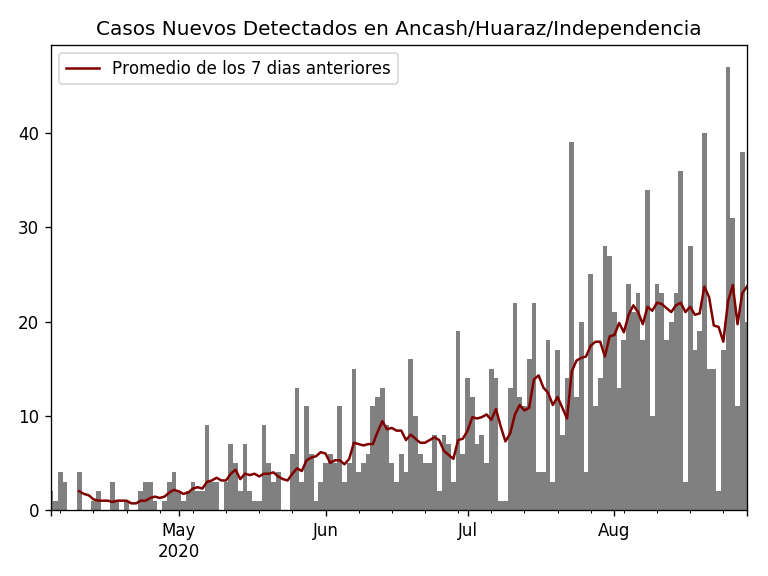 Casos Nuevos Detectados en Ancash/Huaraz/Independencia
Promedio de los 7 dias anteriores
40
30
20
10
0
May
2020
Jun
Jul
Aug